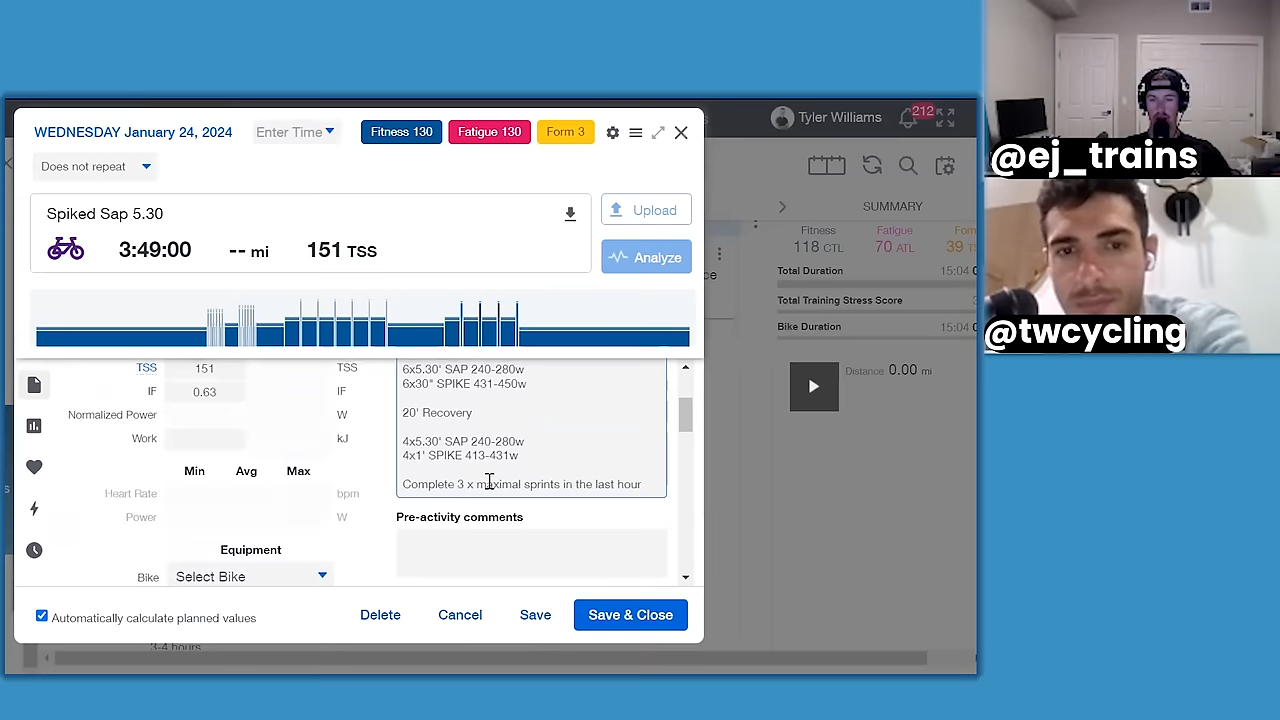 WEDNESDAY January 24, 2024
Enter Time
Fitness 130
Fatigue 130
Form 3
Does not repeat
Spiked Sap 5.30
3:49:00
-- mi
151 TSS
Upload
Analyze
TSS 151 TSS
IF 0.63 IF
Normalized Power W
Work kJ
Min Avg Max
Heart Rate bpm
Power W
Equipment
Bike Select Bike
6x5.30' SAP 240-280w
6x30" SPIKE 431-450w
20' Recovery
4x5.30' SAP 240-280w
4x1' SPIKE 413-431w
Complete 3 x maximal sprints in the last hour
Pre-activity comments
Automatically calculate planned values
Delete
Cancel
Save
Save & Close
3-4 hours
Tyler Williams
212
SUMMARY
Fitness Fatigue
118 CTL 70 ATL 39
Total Duration 15:04
Total Training Stress Score
Bike Duration 15:04
Distance 0.00 mi
@ej_trains
@twcycling